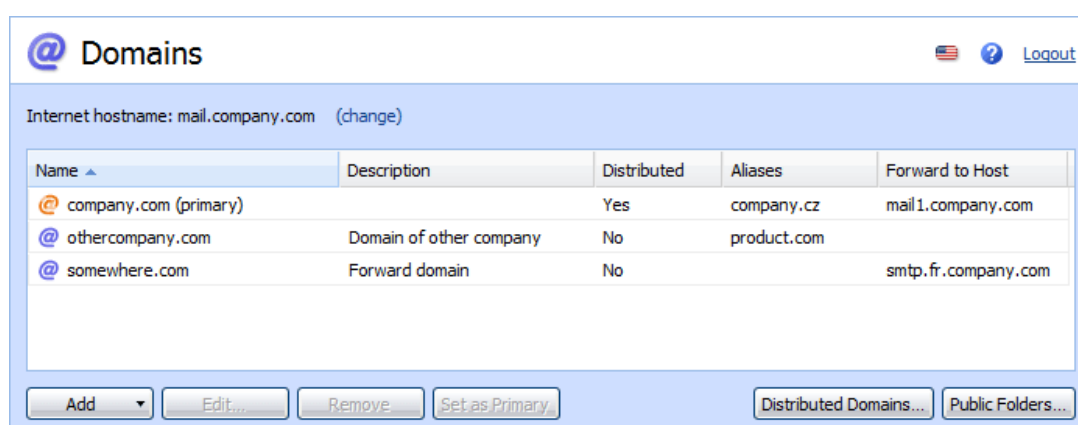 @ Domains Logout
Internet hostname: mail.company.com (change)
Name Description Distributed Aliases Forward to Host
@ company.com (primary) Yes company.cz mail1.company.com
@ othercompany.com Domain of other company No product.com
@ somewhere.com Forward domain No smtp.fr.company.com
Add Edit... Remove Set as Primary Distributed Domains... Public Folders...